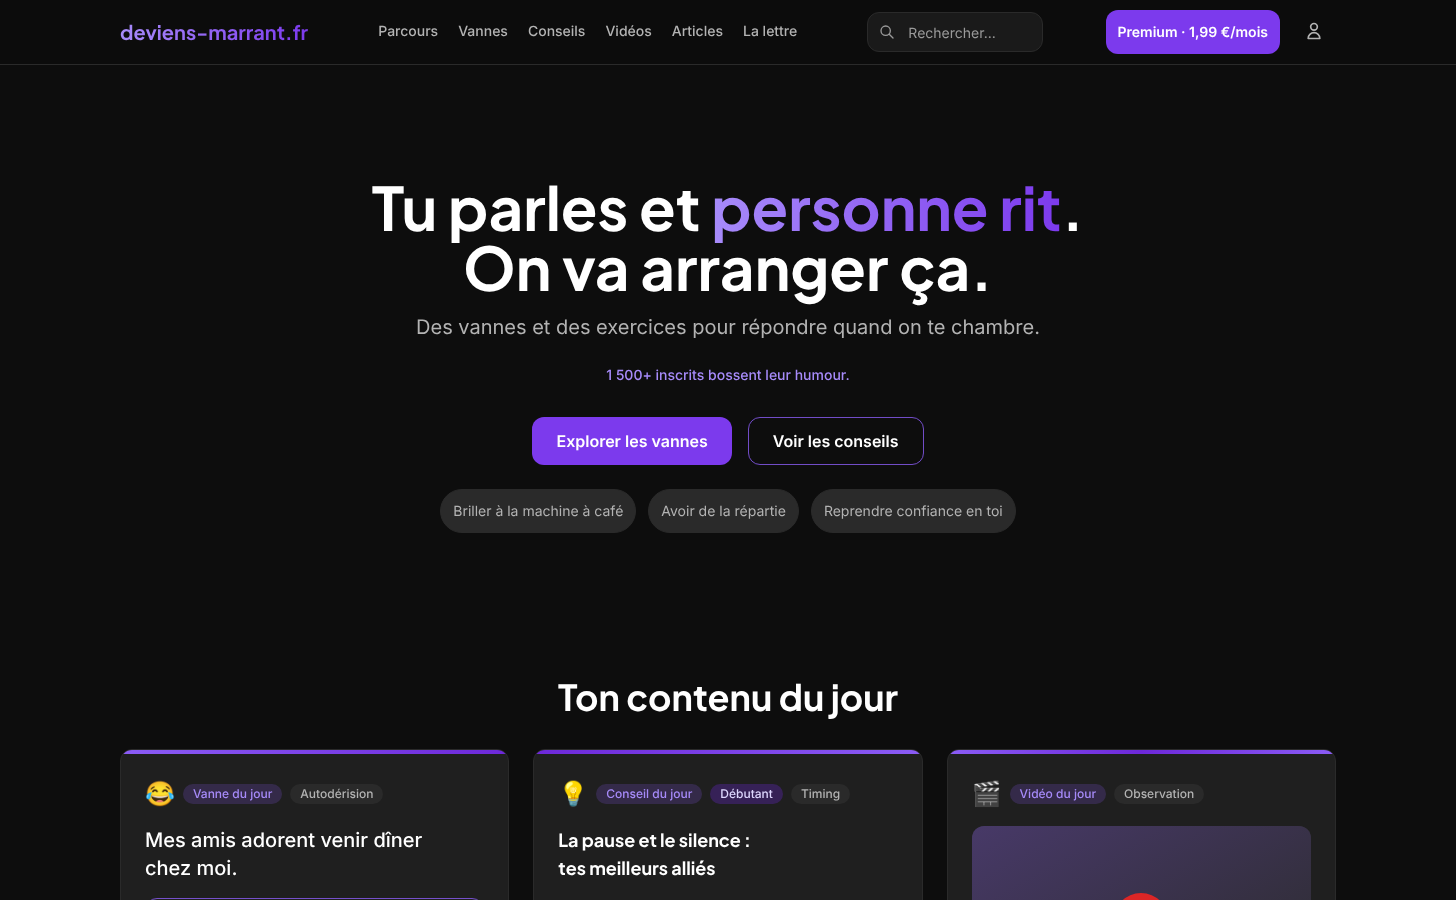 deviens-marrant.fr
Parcours
Vannes
Conseils
Vidéos
Articles
La lettre
Rechercher...
Premium · 1,99 €/mois
Tu parles et personne rit.
On va arranger ça.
Des vannes et des exercices pour répondre quand on te chambre.
1 500+ inscrits bossent leur humour.
Explorer les vannes
Voir les conseils
Briller à la machine à café
Avoir de la répartie
Reprendre confiance en toi
Ton contenu du jour
Vanne du jour
Autodérision
Mes amis adorent venir dîner
chez moi.
Conseil du jour
Débutant
Timing
La pause et le silence :
tes meilleurs alliés
Vidéo du jour
Observation